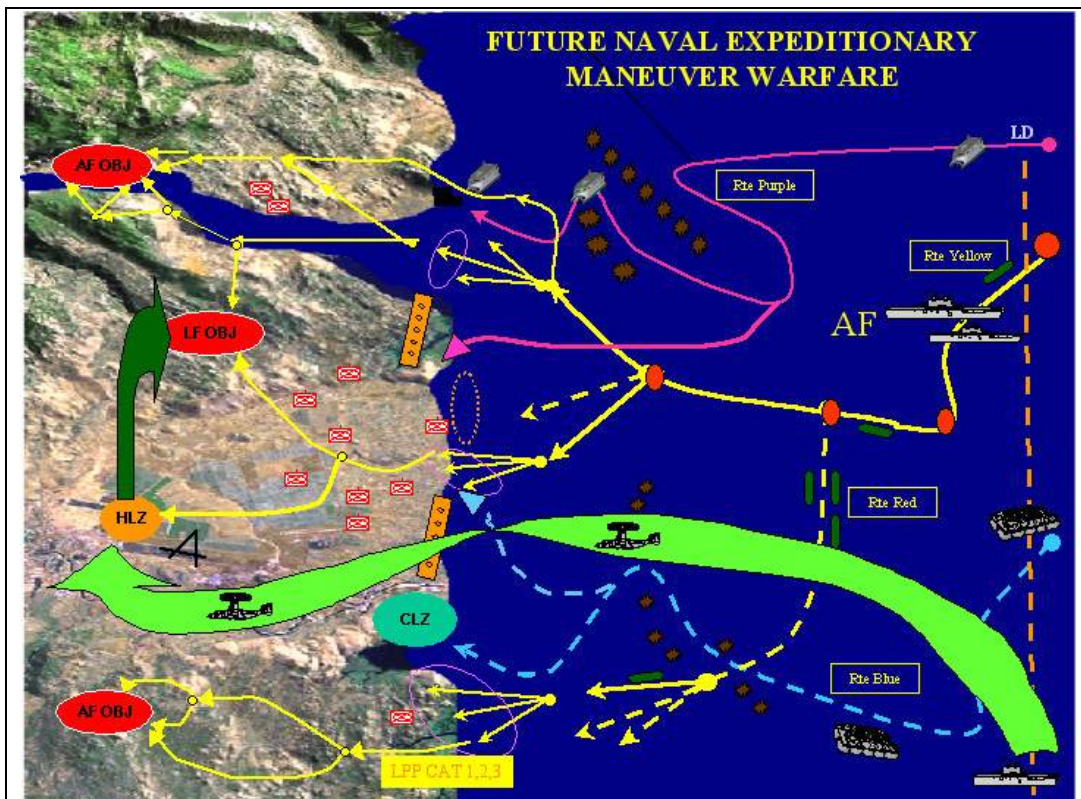 FUTURE NAVAL EXPEDITIONARY
MANEUVER WARFARE
LD
AF OBJ
Rte Purple
Rte Yellow
AF
LF OBJ
HLZ
Rte Red
CLZ
Rte Blue
AF OBJ
LPP CAT 1,2,3